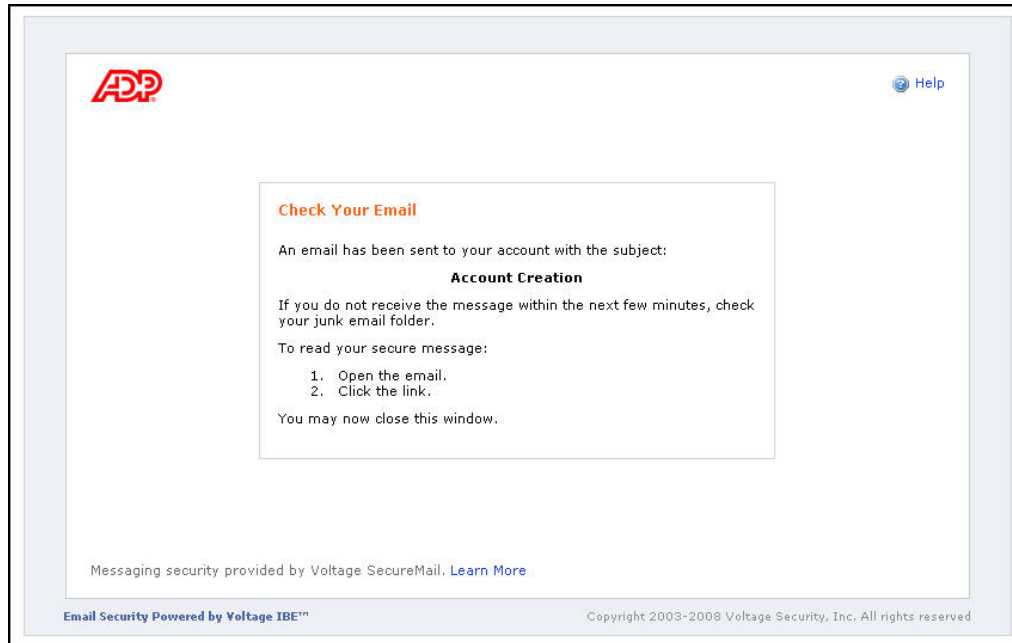 ADP
Help
Check Your Email
An email has been sent to your account with the subject:
Account Creation
If you do not receive the message within the next few minutes, check
your junk email folder.
To read your secure message:
1. Open the email.
2. Click the link.
You may now close this window.
Messaging security provided by Voltage SecureMail. Learn More
Email Security Powered by Voltage IBE™
Copyright 2003-2008 Voltage Security, Inc. All rights reserved